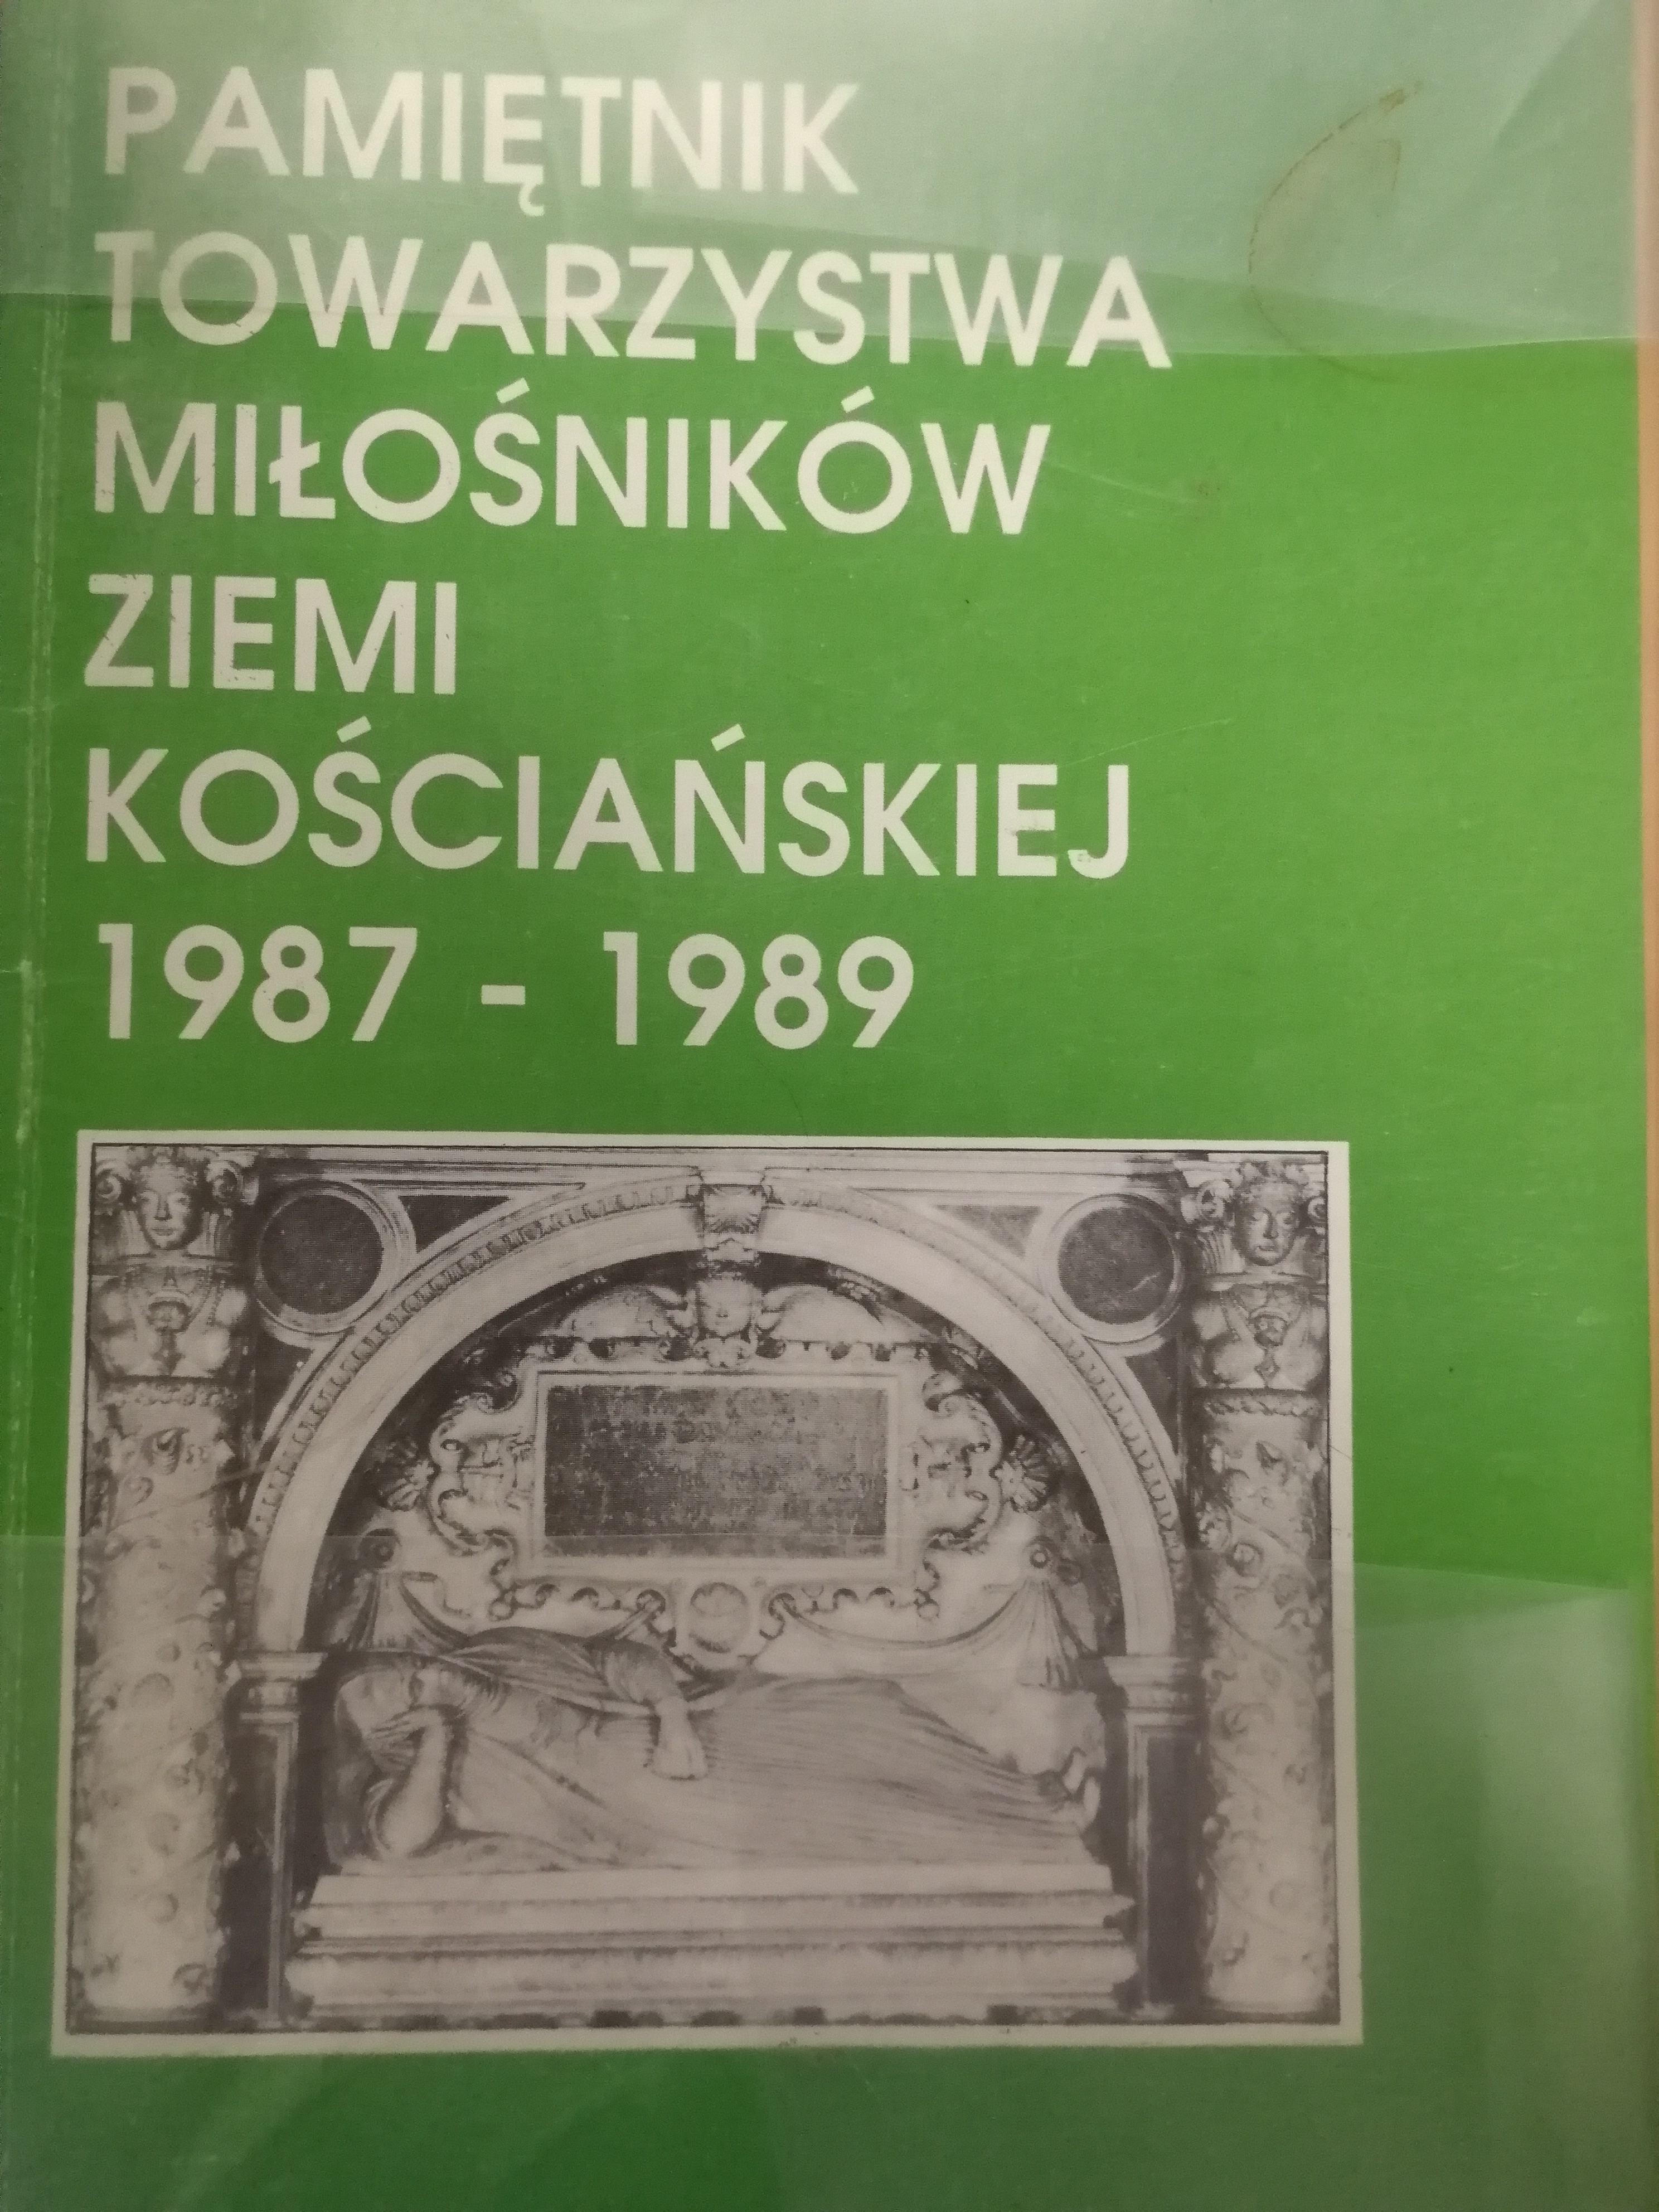 PAMIĘTNIK
TOWARZYSTWA
MIŁOŚNIKÓW
ZIEMI
KOŚCIAŃSKIEJ
1987 - 1989